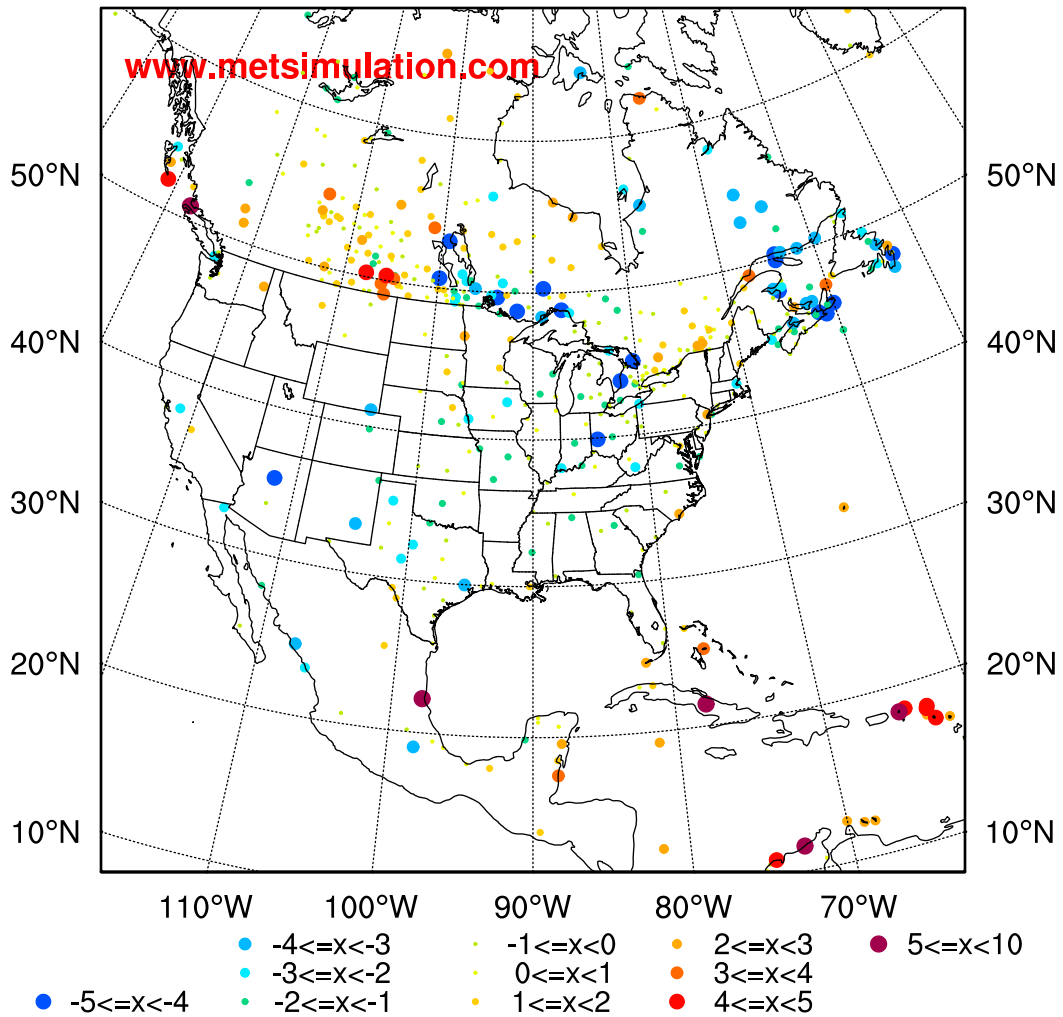 www.metsimulation.com
50°N 50°N
40°N 40°N
30°N 30°N
20°N 20°N
10°N 10°N
110°W 100°W 90°W 80°W 70°W
-4<=x<-3 -1<=x<0 2<=x<3 5<=x<10
-3<=x<-2 0<=x<1 3<=x<4
-5<=x<-4 -2<=x<-1 1<=x<2 4<=x<5